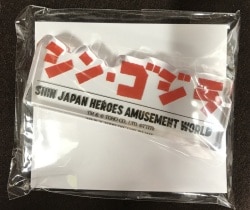 シン・ゴジラ
SHIN JAPAN HEROES AMUSEMENT WORLD